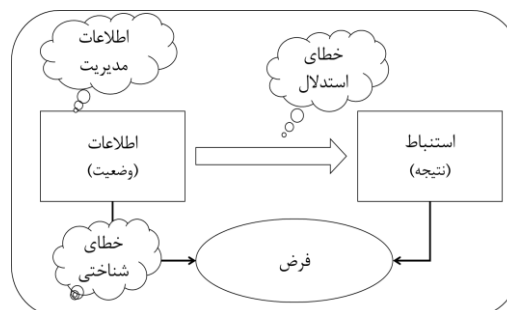 اطلاعات
مدیریت
خطای
استدلال
استنباط
(نتیجه)
اطلاعات
(وضعیت)
خطای
شناختی
فرض